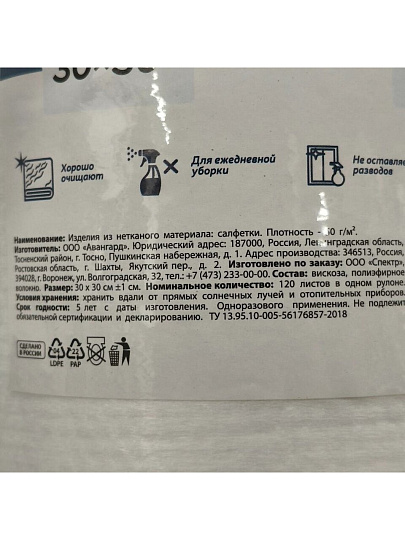 Хорошо
очищают
Для ежедневной
уборки
Не оставляе
разводов
Наименование: Изделия из нетканого материала: салфетки. Плотность - г/м².
Изготовитель: ООО «Авангард». Юридический адрес: 187000, Россия, Ленинградская область,
Тосненский район, г. Тосно, Пушкинская набережная, д. 1. Адрес производства: 346513, Россия,
Ростовская область, г. Шахты, Якутский пер., д. 2. Изготовлено по заказу: ООО «Спектр»,
394028, г. Воронеж, ул. Волгоградская, 32, тел. +7 (473) 233-00-00. Состав: вискоза, полиэфирное
волокно. Размер: 30 х 30 см ±1 см. Номинальное количество: 120 листов в одном рулоне.
Условия хранения: хранить вдали от прямых солнечных лучей и отопительных приборов.
Срок годности: 5 лет с даты изготовления. Одноразового применения. Не подлежит
обязательной сертификации и декларированию. ТУ 13.95.10-005-56176857-2018
СДЕЛАНО
В РОССИИ
04
LDPE
22
PAP